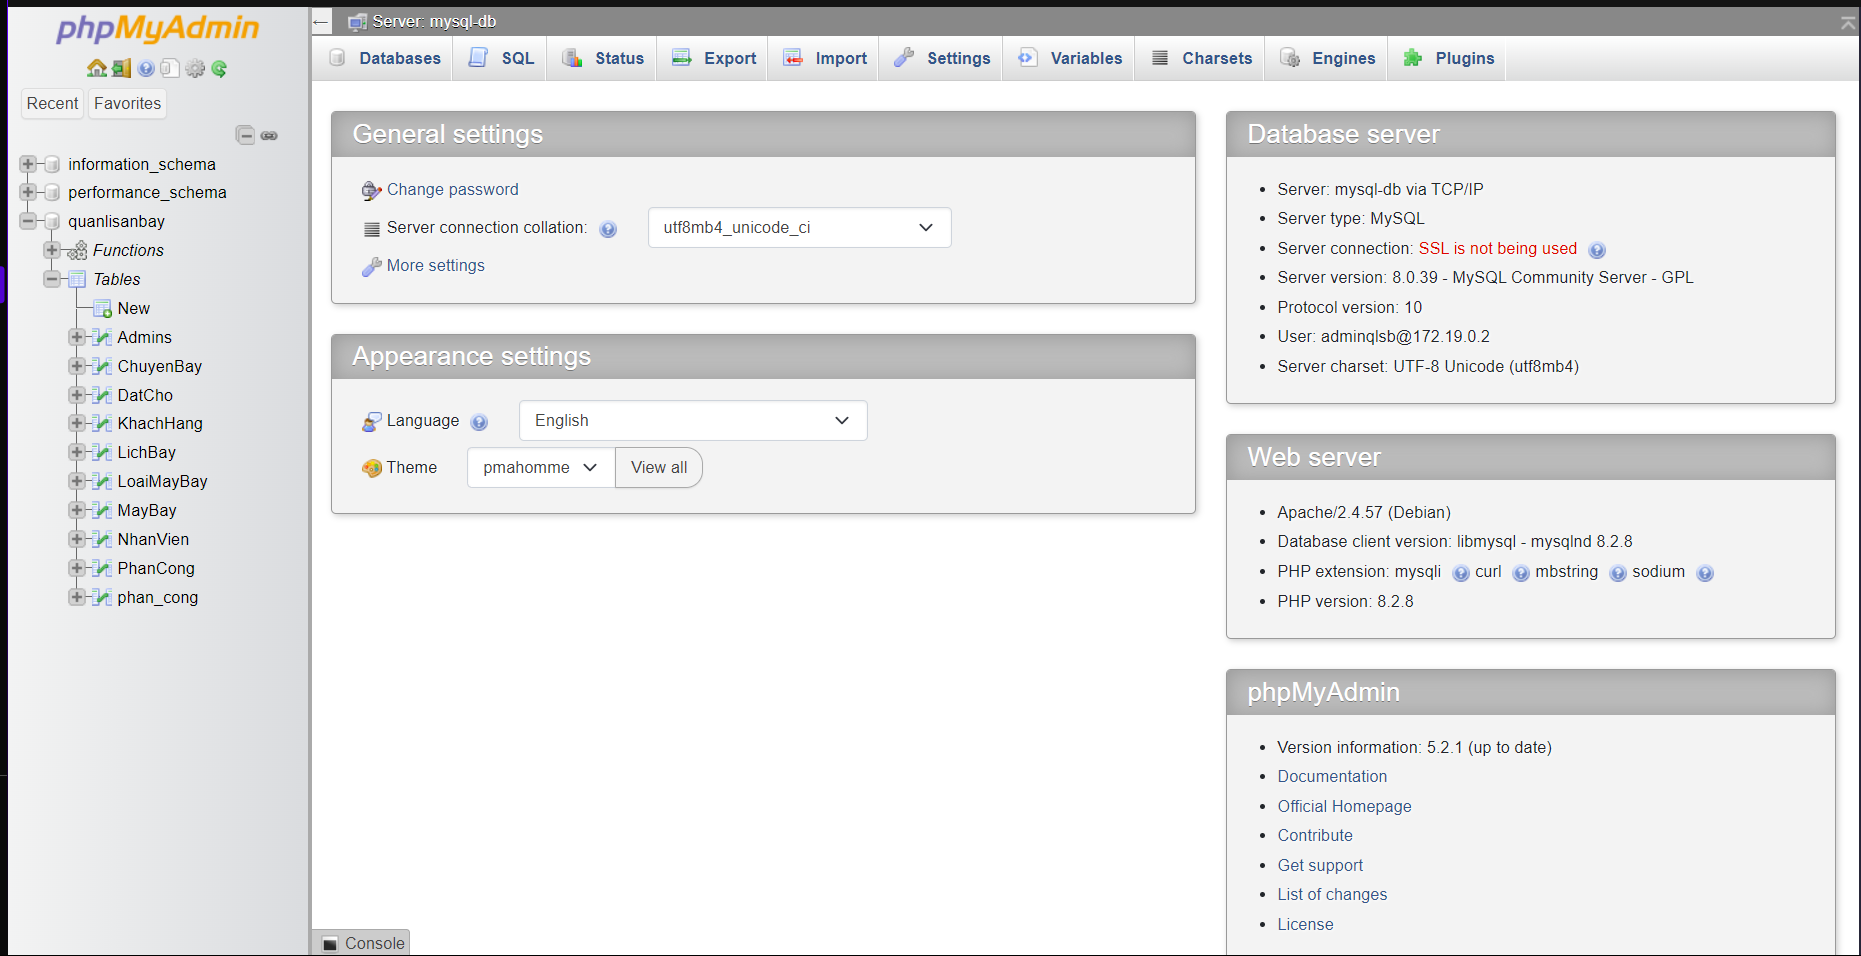 phpMyAdmin
Recent Favorites
information_schema
performance_schema
quanlisanbay
Functions
Tables
New
Admins
ChuyenBay
DatCho
KhachHang
LichBay
LoaiMayBay
MayBay
NhanVien
PhanCong
phan_cong
Server: mysql-db
Databases SQL Status Export Import Settings Variables Charsets Engines Plugins
General settings
Change password
Server connection collation: utf8mb4_unicode_ci
More settings
Appearance settings
Language English
Theme pmahomme View all
Database server
Server: mysql-db via TCP/IP
Server type: MySQL
Server connection: SSL is not being used
Server version: 8.0.39 - MySQL Community Server - GPL
Protocol version: 10
User: adminqlsb@172.19.0.2
Server charset: UTF-8 Unicode (utf8mb4)
Web server
Apache/2.4.57 (Debian)
Database client version: libmysql - mysqlnd 8.2.8
PHP extension: mysqli curl mbstring sodium
PHP version: 8.2.8
phpMyAdmin
Version information: 5.2.1 (up to date)
Documentation
Official Homepage
Contribute
Get support
List of changes
License
Console